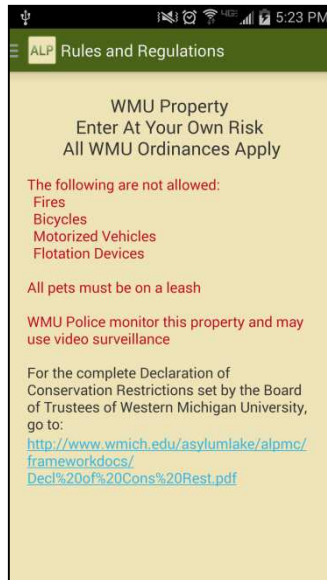 4GE 5:23 PM
ALP Rules and Regulations
WMU Property
Enter At Your Own Risk
All WMU Ordinances Apply
The following are not allowed:
Fires
Bicycles
Motorized Vehicles
Flotation Devices
All pets must be on a leash
WMU Police monitor this property and may
use video surveillance
For the complete Declaration of
Conservation Restrictions set by the Board
of Trustees of Western Michigan University,
go to:
http://www.wmich.edu/asylumlake/alpmc/
frameworkdocs/
Decl%20of%20Cons%20Rest.pdf